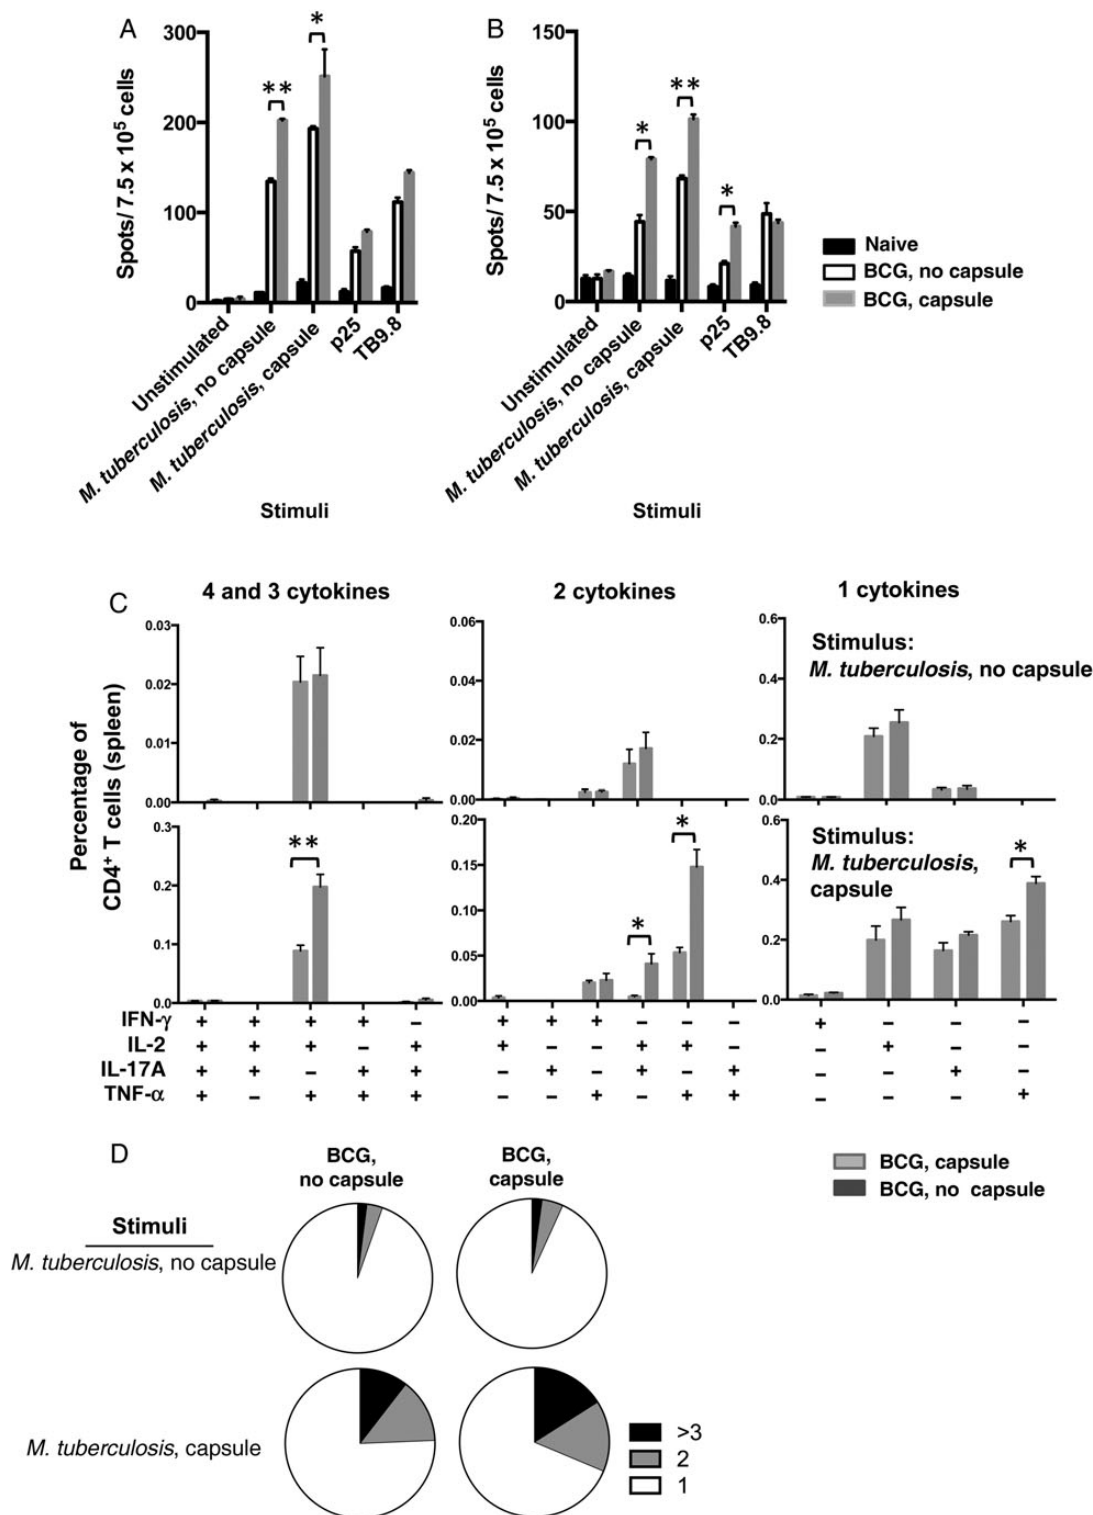 A
B
300
200
100
0
Spots/ 7.5 x 10⁵ cells
**
*
Unstimulated
M. tuberculosis, no capsule
M. tuberculosis, capsule
p25
TB9.8
Stimuli
150
100
50
0
Spots/ 7.5 x 10⁵ cells
*
**
*
Unstimulated
M. tuberculosis, no capsule
M. tuberculosis, capsule
p25
TB9.8
Stimuli
Naive
BCG, no capsule
BCG, capsule
C
4 and 3 cytokines
2 cytokines
1 cytokines
Percentage of
CD4⁺ T cells (spleen)
0.03
0.02
0.01
0.00
0.06
0.04
0.02
0.00
0.6
0.4
0.2
0.0
Stimulus:
M. tuberculosis, no capsule
0.3
0.2
0.1
0.0
**
0.20
0.15
0.10
0.05
0.00
*
*
0.6
0.4
0.2
0.0
Stimulus:
M. tuberculosis,
capsule
*
IFN-γ + + + + – + + + – – – + – – –
IL-2 + + + – + + – – + + – – + – –
IL-17A + + – + + – + – + – + – – + –
TNF-α + – + + + – – + – + + – – – +
BCG, capsule
BCG, no capsule
D
BCG,
no capsule
BCG,
capsule
Stimuli
M. tuberculosis, no capsule
M. tuberculosis, capsule
>3
2
1